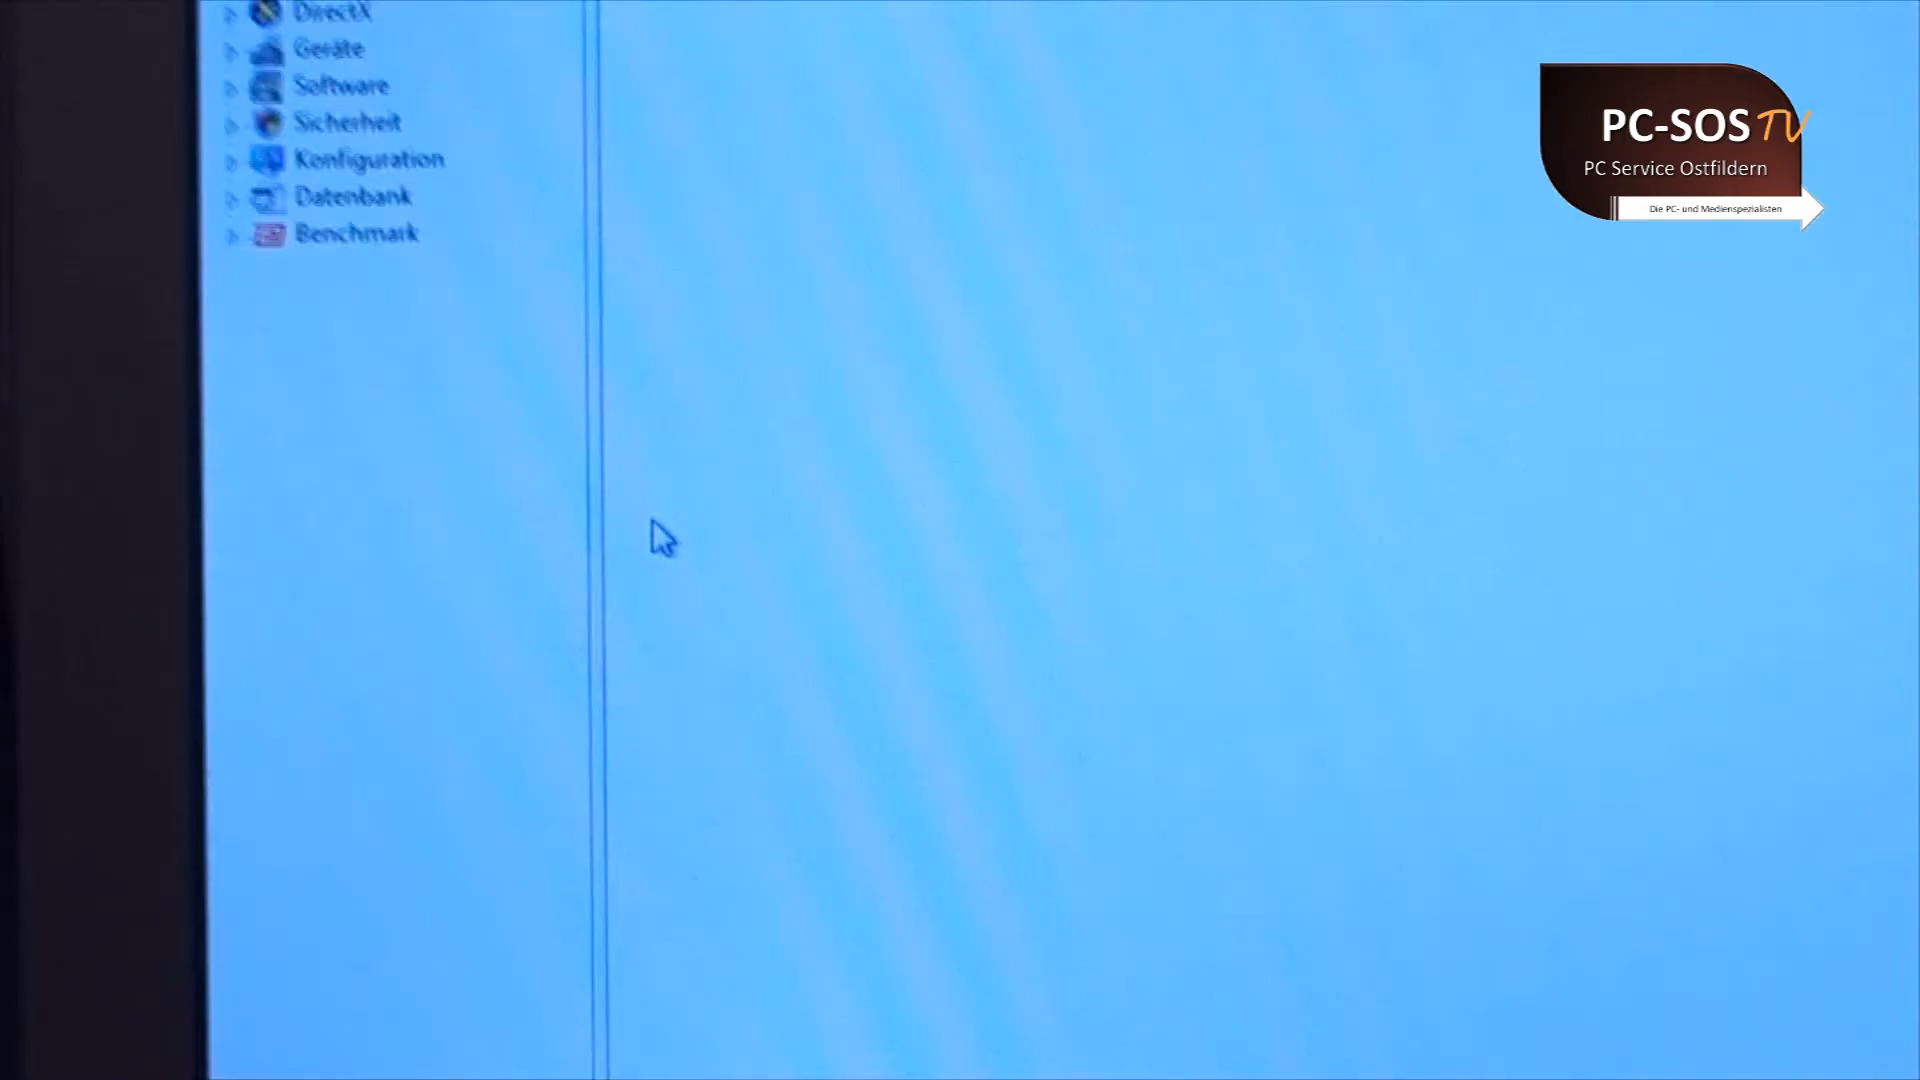 DirectX
Geräte
Software
Sicherheit
Konfiguration
Datenbank
Benchmark
PC-SOS TV
PC Service Ostfildern
Die PC- und Medienspezialisten